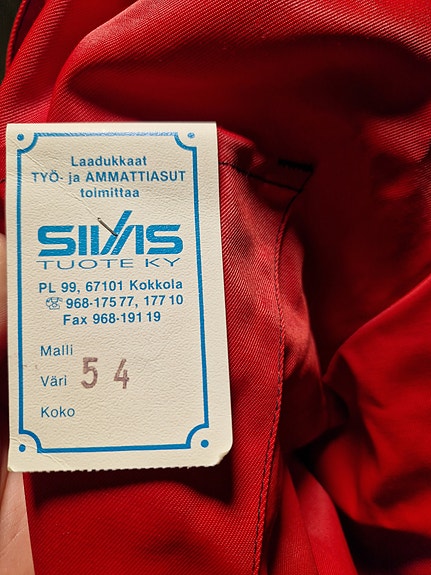 Laadukkaat
TYÖ- ja AMMATTIASUT
toimittaa
SIIVIS
TUOTE KY
PL 99, 67101 Kokkola
☏ 968-175 77, 177 10
Fax 968-191 19
Malli
Väri 54
Koko